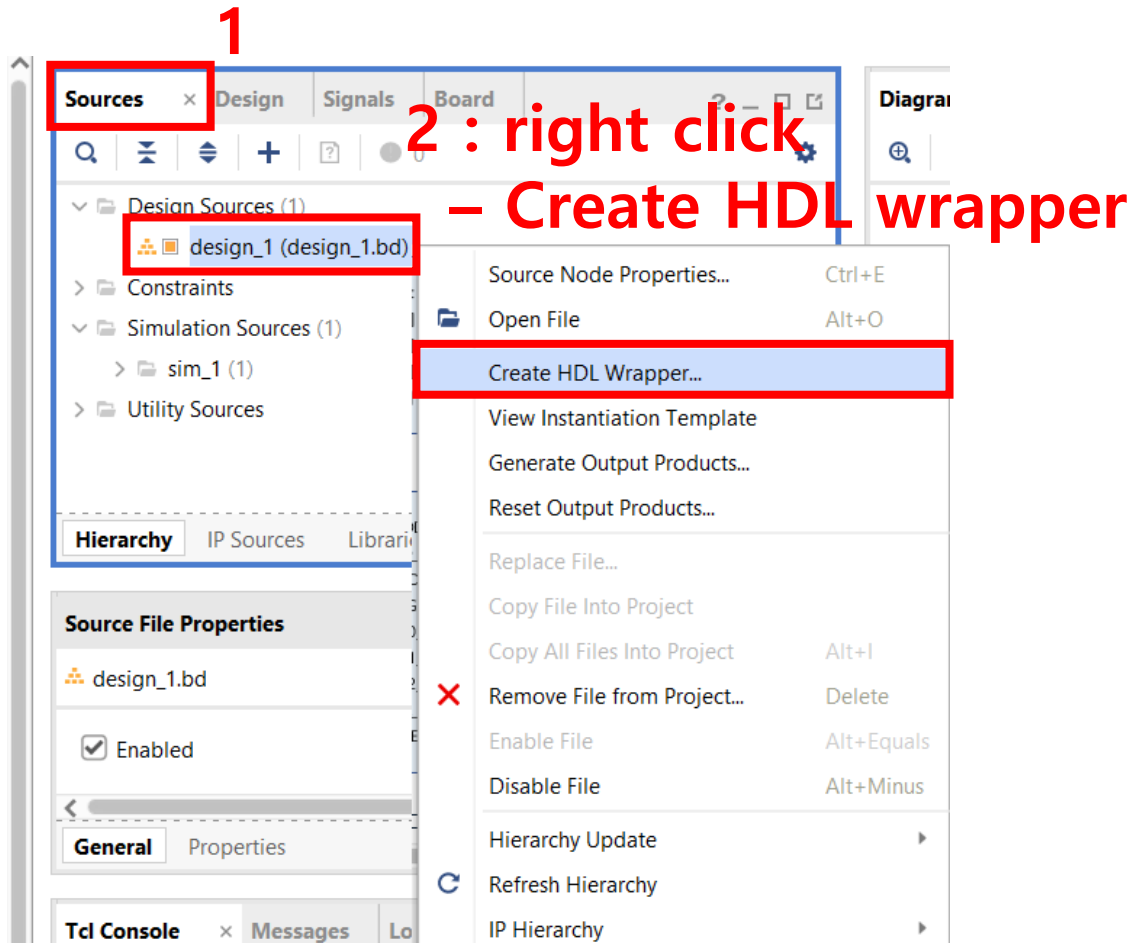 1
Sources × Design Signals Board
Diagra
2 : right click
0
– Create HDL wrapper
Design Sources (1)
design_1 (design_1.bd)
Constraints
Simulation Sources (1)
sim_1 (1)
Utility Sources
Hierarchy IP Sources Librari
Source Node Properties... Ctrl+E
Open File Alt+O
Create HDL Wrapper...
View Instantiation Template
Generate Output Products...
Reset Output Products...
Replace File...
Copy File Into Project
Copy All Files Into Project Alt+I
Remove File from Project... Delete
Enable File Alt+Equals
Disable File Alt+Minus
Hierarchy Update
Refresh Hierarchy
IP Hierarchy
Source File Properties
design_1.bd
Enabled
General Properties
Tcl Console × Messages Lo